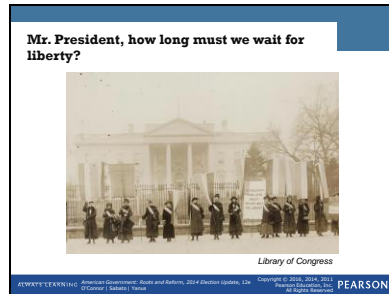 Mr. President, how long must we wait for
liberty?
Library of Congress
ALWAYS LEARNING
American Government: Roots and Reform, 2014 Election Update, 12e
O'Connor | Sabato | Yanus
Copyright © 2016, 2014, 2011
Pearson Education, Inc.
All Rights Reserved
PEARSON